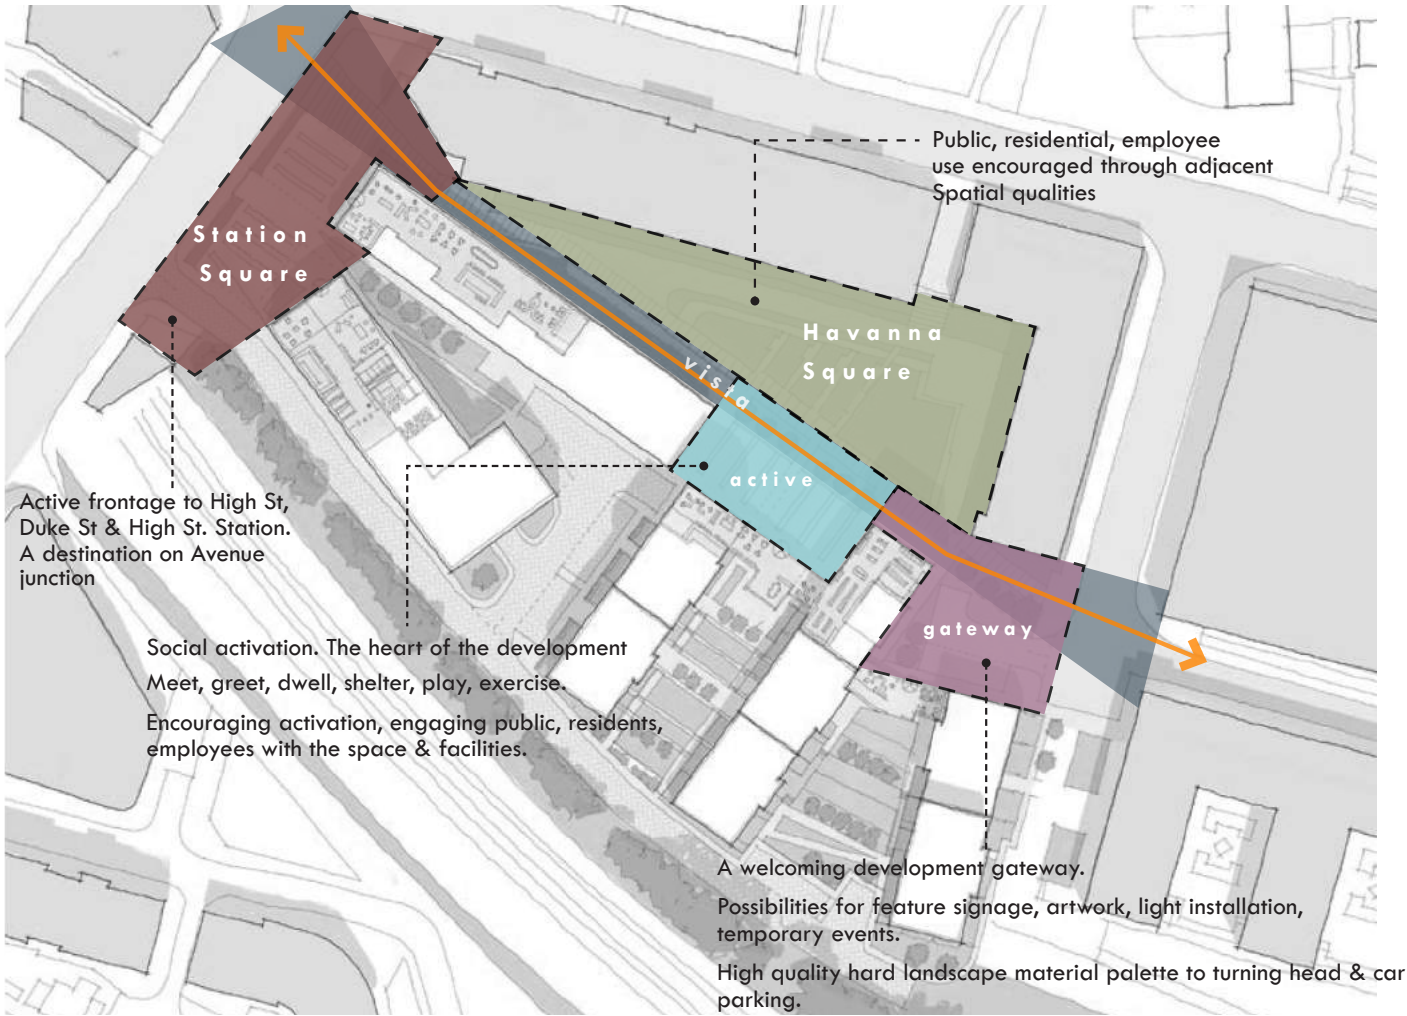 Public, residential, employee
use encouraged through adjacent
Spatial qualities
Station
Square
Havanna
Square
vista
active
Active frontage to High St,
Duke St & High St. Station.
A destination on Avenue
junction
gateway
Social activation. The heart of the development
Meet, greet, dwell, shelter, play, exercise.
Encouraging activation, engaging public, residents,
employees with the space & facilities.
A welcoming development gateway.
Possibilities for feature signage, artwork, light installation,
temporary events.
High quality hard landscape material palette to turning head & car
parking.